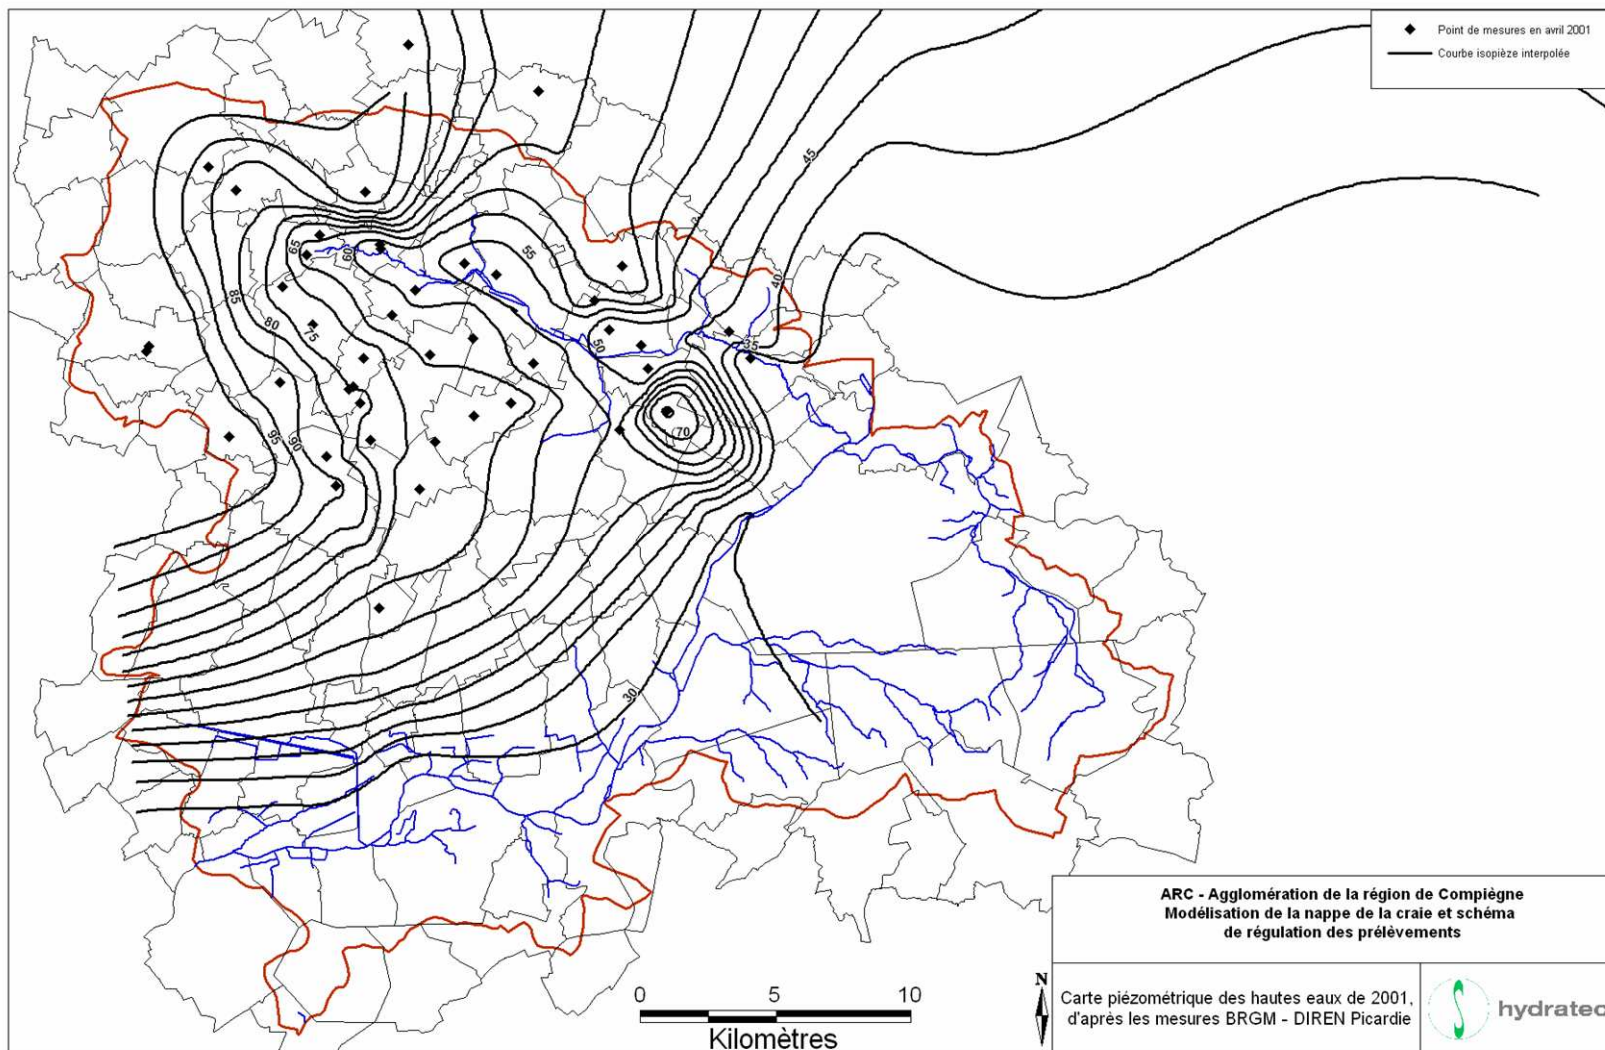 Point de mesures en avril 2001
Courbe isopièze interpolée
45
65
60
55
40
85
80
75
50
35
70
95
90
30
0 5 10
Kilomètres
N
ARC - Agglomération de la région de Compiègne
Modélisation de la nappe de la craie et schéma
de régulation des prélèvements
Carte piézométrique des hautes eaux de 2001,
d'après les mesures BRGM - DIREN Picardie
hydratec